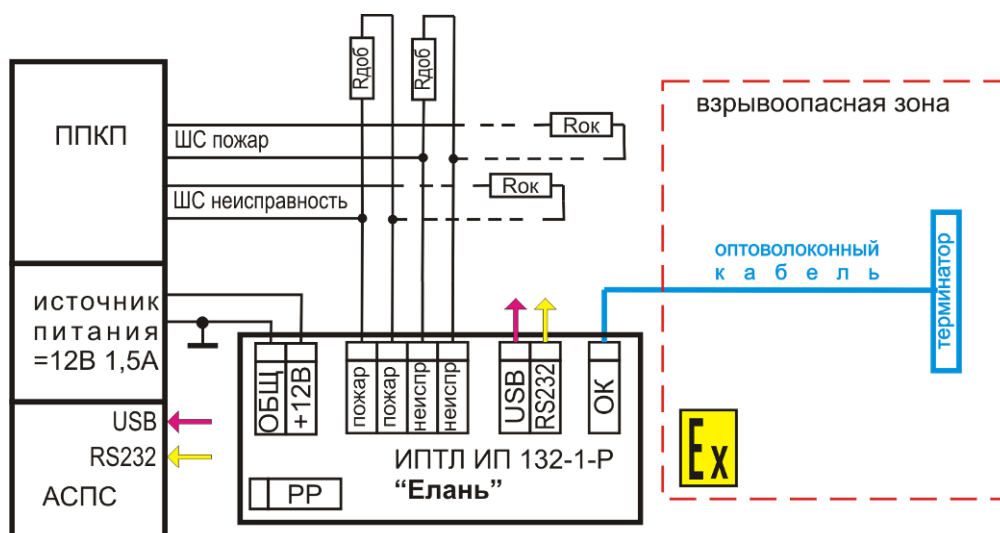 Rдоб
Rдоб
ППКП
ШС пожар
Rок
ШС неисправность
Rок
взрывоопасная зона
оптоволоконный
кабель
терминатор
источник
питания
=12В 1,5А
ОБЩ
+12В
пожар
пожар
неиспр
неиспр
USB
RS232
ОК
USB
RS232
АСПС
ИПТЛ ИП 132-1-Р
“Елань”
РР
Ex